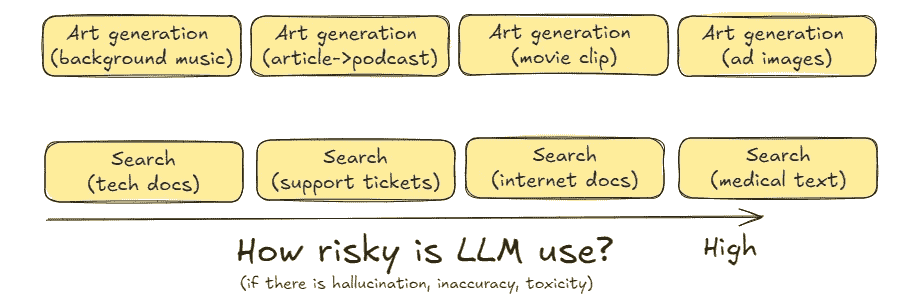 Art generation
(background music)
Art generation
(article->podcast)
Art generation
(movie clip)
Art generation
(ad images)
Search
(tech docs)
Search
(support tickets)
Search
(internet docs)
Search
(medical text)
How risky is LLM use?
High
(if there is hallucination, inaccuracy, toxicity)